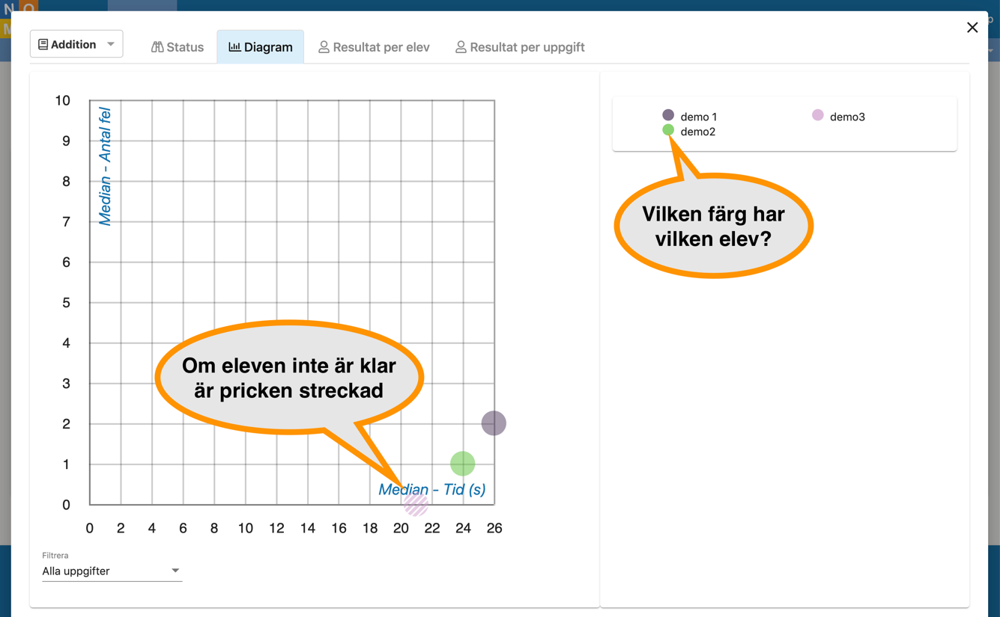 N O
M
p
Addition
Status
Diagram
Resultat per elev
Resultat per uppgift
10
9
8
7
6
5
4
3
2
1
0
Median - Antal fel
Om eleven inte är klar
är pricken streckad
Median - Tid (s)
0 2 4 6 8 10 12 14 16 18 20 22 24 26
Filtrera
Alla uppgifter
demo 1
demo2
demo3
Vilken färg har
vilken elev?